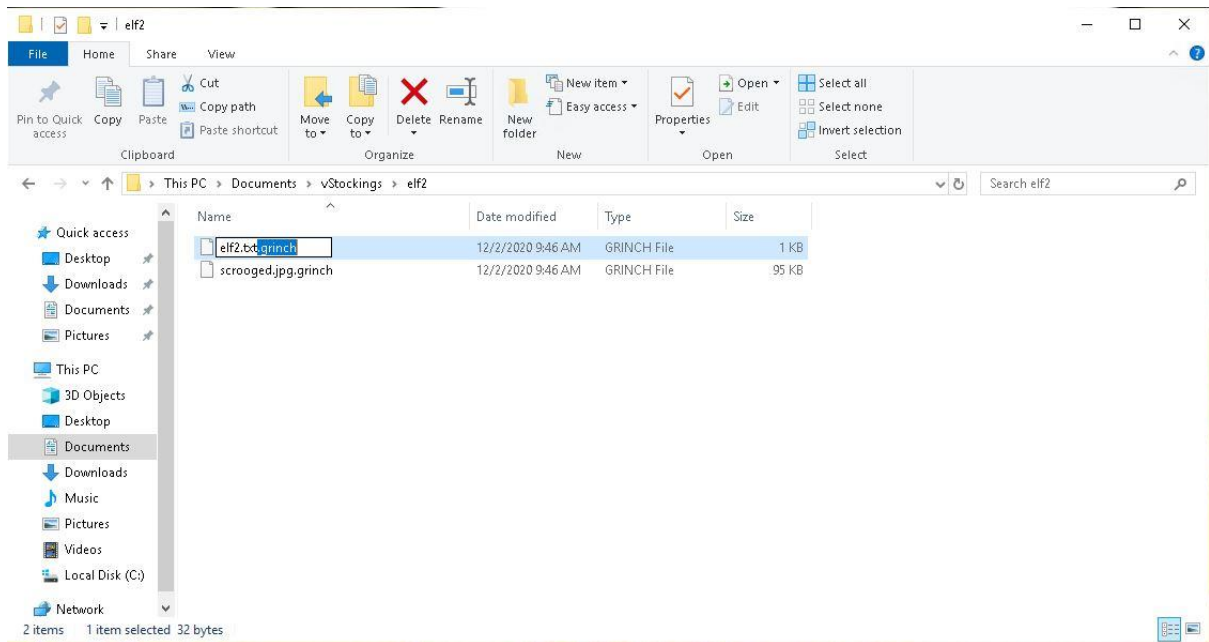 elf2
File Home Share View
Pin to Quick access
Copy
Paste
Cut
Copy path
Paste shortcut
Clipboard
Move to
Copy to
Delete
Rename
Organize
New folder
New item
Easy access
New
Properties
Open
Edit
Open
Select all
Select none
Invert selection
Select
This PC > Documents > vStockings > elf2
Search elf2
Name Date modified Type Size
elf2.txt.grinch 12/2/2020 9:46 AM GRINCH File 1 KB
scrooged.jpg.grinch 12/2/2020 9:46 AM GRINCH File 95 KB
Quick access
Desktop
Downloads
Documents
Pictures
This PC
3D Objects
Desktop
Documents
Downloads
Music
Pictures
Videos
Local Disk (C:)
Network
2 items 1 item selected 32 bytes